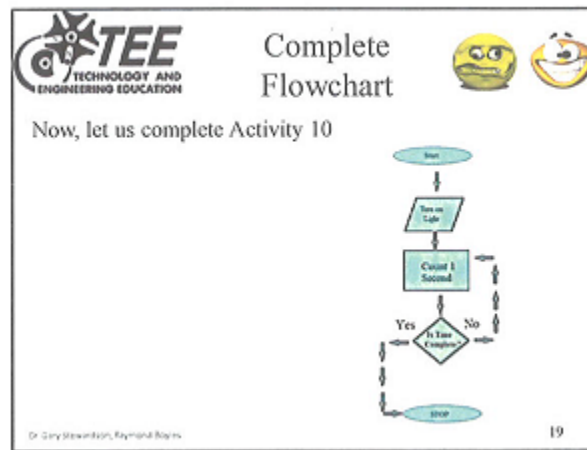 TEE
TECHNOLOGY AND
ENGINEERING EDUCATION
Complete
Flowchart
Now, let us complete Activity 10
Start
Turn on
Light
Count 1
Second
Yes
No
Is Time
Complete?
STOP
Dr. Gary Stewardson, Raymond Boyles
19